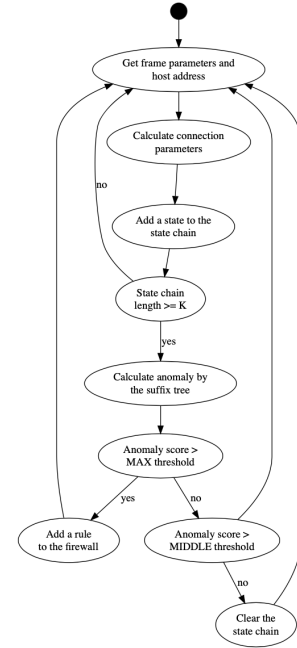 Get frame parameters and
host address
Calculate connection
parameters
no
Add a state to the
state chain
State chain
length >= K
yes
Calculate anomaly by
the suffix tree
Anomaly score >
MAX threshold
yes
no
Add a rule
to the firewall
Anomaly score >
MIDDLE threshold
no
Clear the
state chain